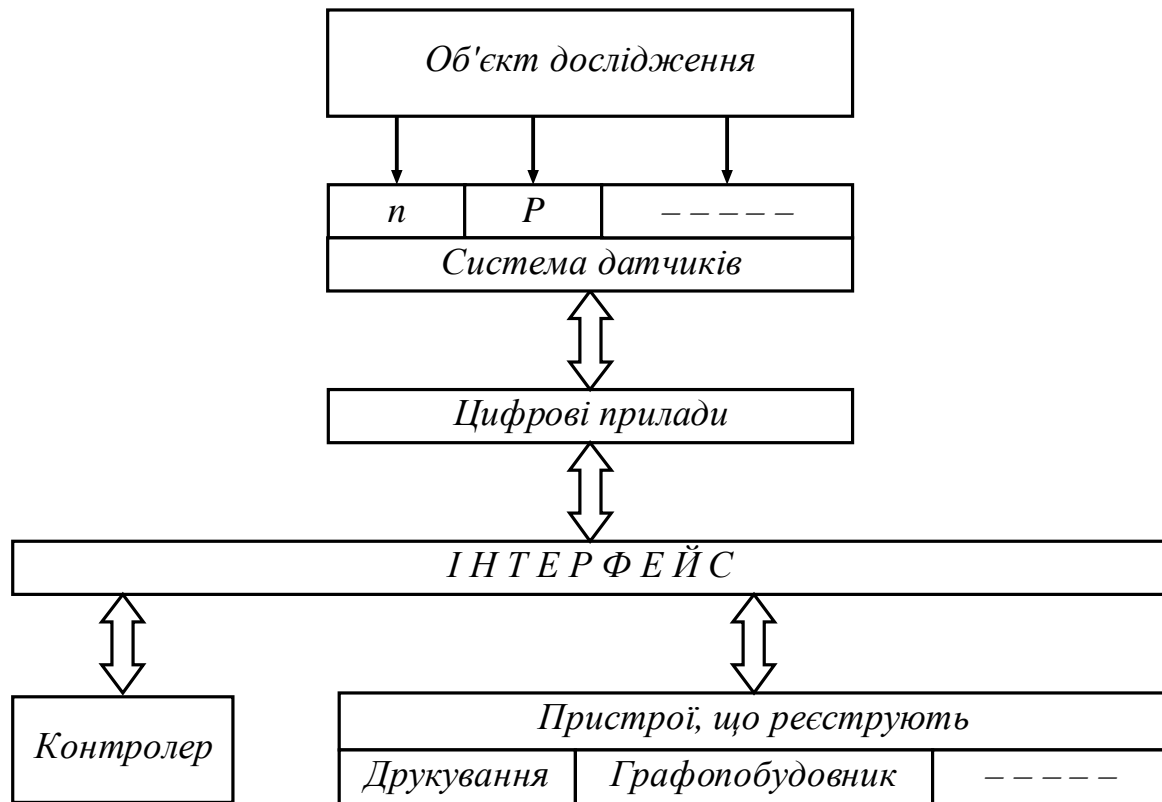 Об'єкт дослідження
n P – – – – –
Система датчиків
Цифрові прилади
І Н Т Е Р Ф Е Й С
Контролер
Пристрої, що реєструють
Друкування Графопобудовник – – – – –